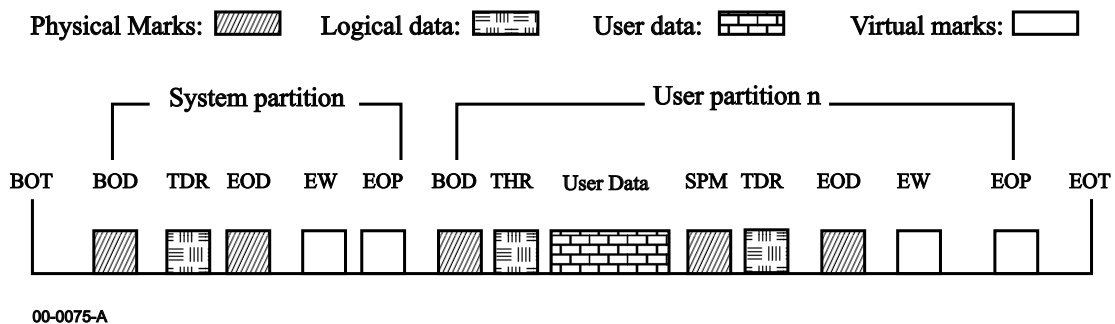 Physical Marks: Logical data: User data: Virtual marks:
System partition User partition n
BOT BOD TDR EOD EW EOP BOD THR User Data SPM TDR EOD EW EOP EOT
00-0075-A